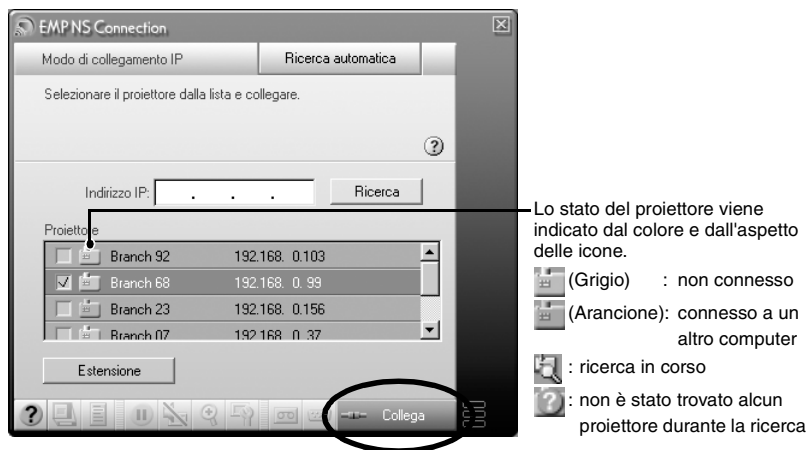 EMP NS Connection
Modo di collegamento IP
Ricerca automatica
Selezionare il proiettore dalla lista e collegare.
Indirizzo IP: . . .
Ricerca
Proiettore
Branch 92 192.168. 0.103
Branch 68 192.168. 0. 99
Branch 23 192.168. 0.156
Branch 07 192.168. 0. 37
Estensione
Collega
Lo stato del proiettore viene
indicato dal colore e dall'aspetto
delle icone.
(Grigio) : non connesso
(Arancione): connesso a un
altro computer
: ricerca in corso
: non è stato trovato alcun
proiettore durante la ricerca